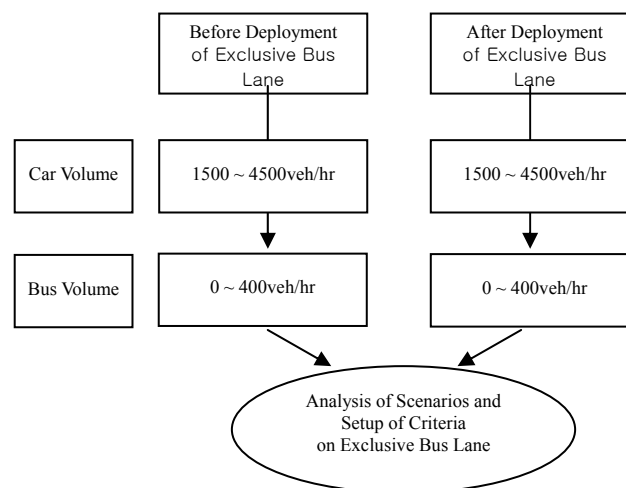 Before Deployment
of Exclusive Bus
Lane
After Deployment
of Exclusive Bus
Lane
Car Volume
1500 ~ 4500veh/hr
1500 ~ 4500veh/hr
Bus Volume
0 ~ 400veh/hr
0 ~ 400veh/hr
Analysis of Scenarios and
Setup of Criteria
on Exclusive Bus Lane